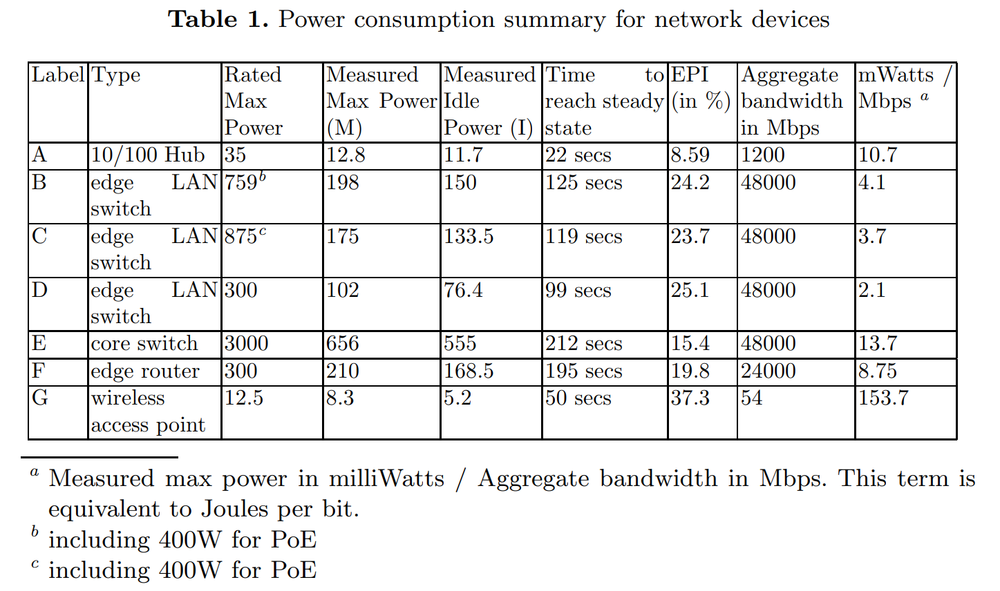 Table 1. Power consumption summary for network devices
Label Type Rated Max Power Measured Max Power (M) Measured Idle Power (I) Time to reach steady state EPI (in %) Aggregate bandwidth in Mbps mWatts / Mbps a
A 10/100 Hub 35 12.8 11.7 22 secs 8.59 1200 10.7
B edge LAN switch 759b 198 150 125 secs 24.2 48000 4.1
C edge LAN switch 875c 175 133.5 119 secs 23.7 48000 3.7
D edge LAN switch 300 102 76.4 99 secs 25.1 48000 2.1
E core switch 3000 656 555 212 secs 15.4 48000 13.7
F edge router 300 210 168.5 195 secs 19.8 24000 8.75
G wireless access point 12.5 8.3 5.2 50 secs 37.3 54 153.7
a Measured max power in milliWatts / Aggregate bandwidth in Mbps. This term is
equivalent to Joules per bit.
b including 400W for PoE
c including 400W for PoE